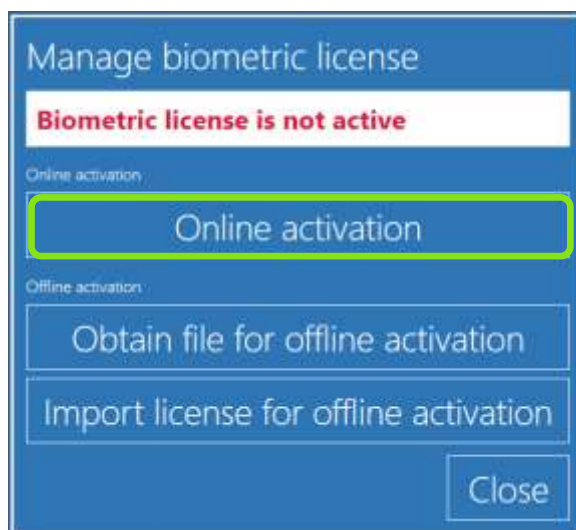 Manage biometric license
Biometric license is not active
Online activation
Online activation
Offline activation
Obtain file for offline activation
Import license for offline activation
Close